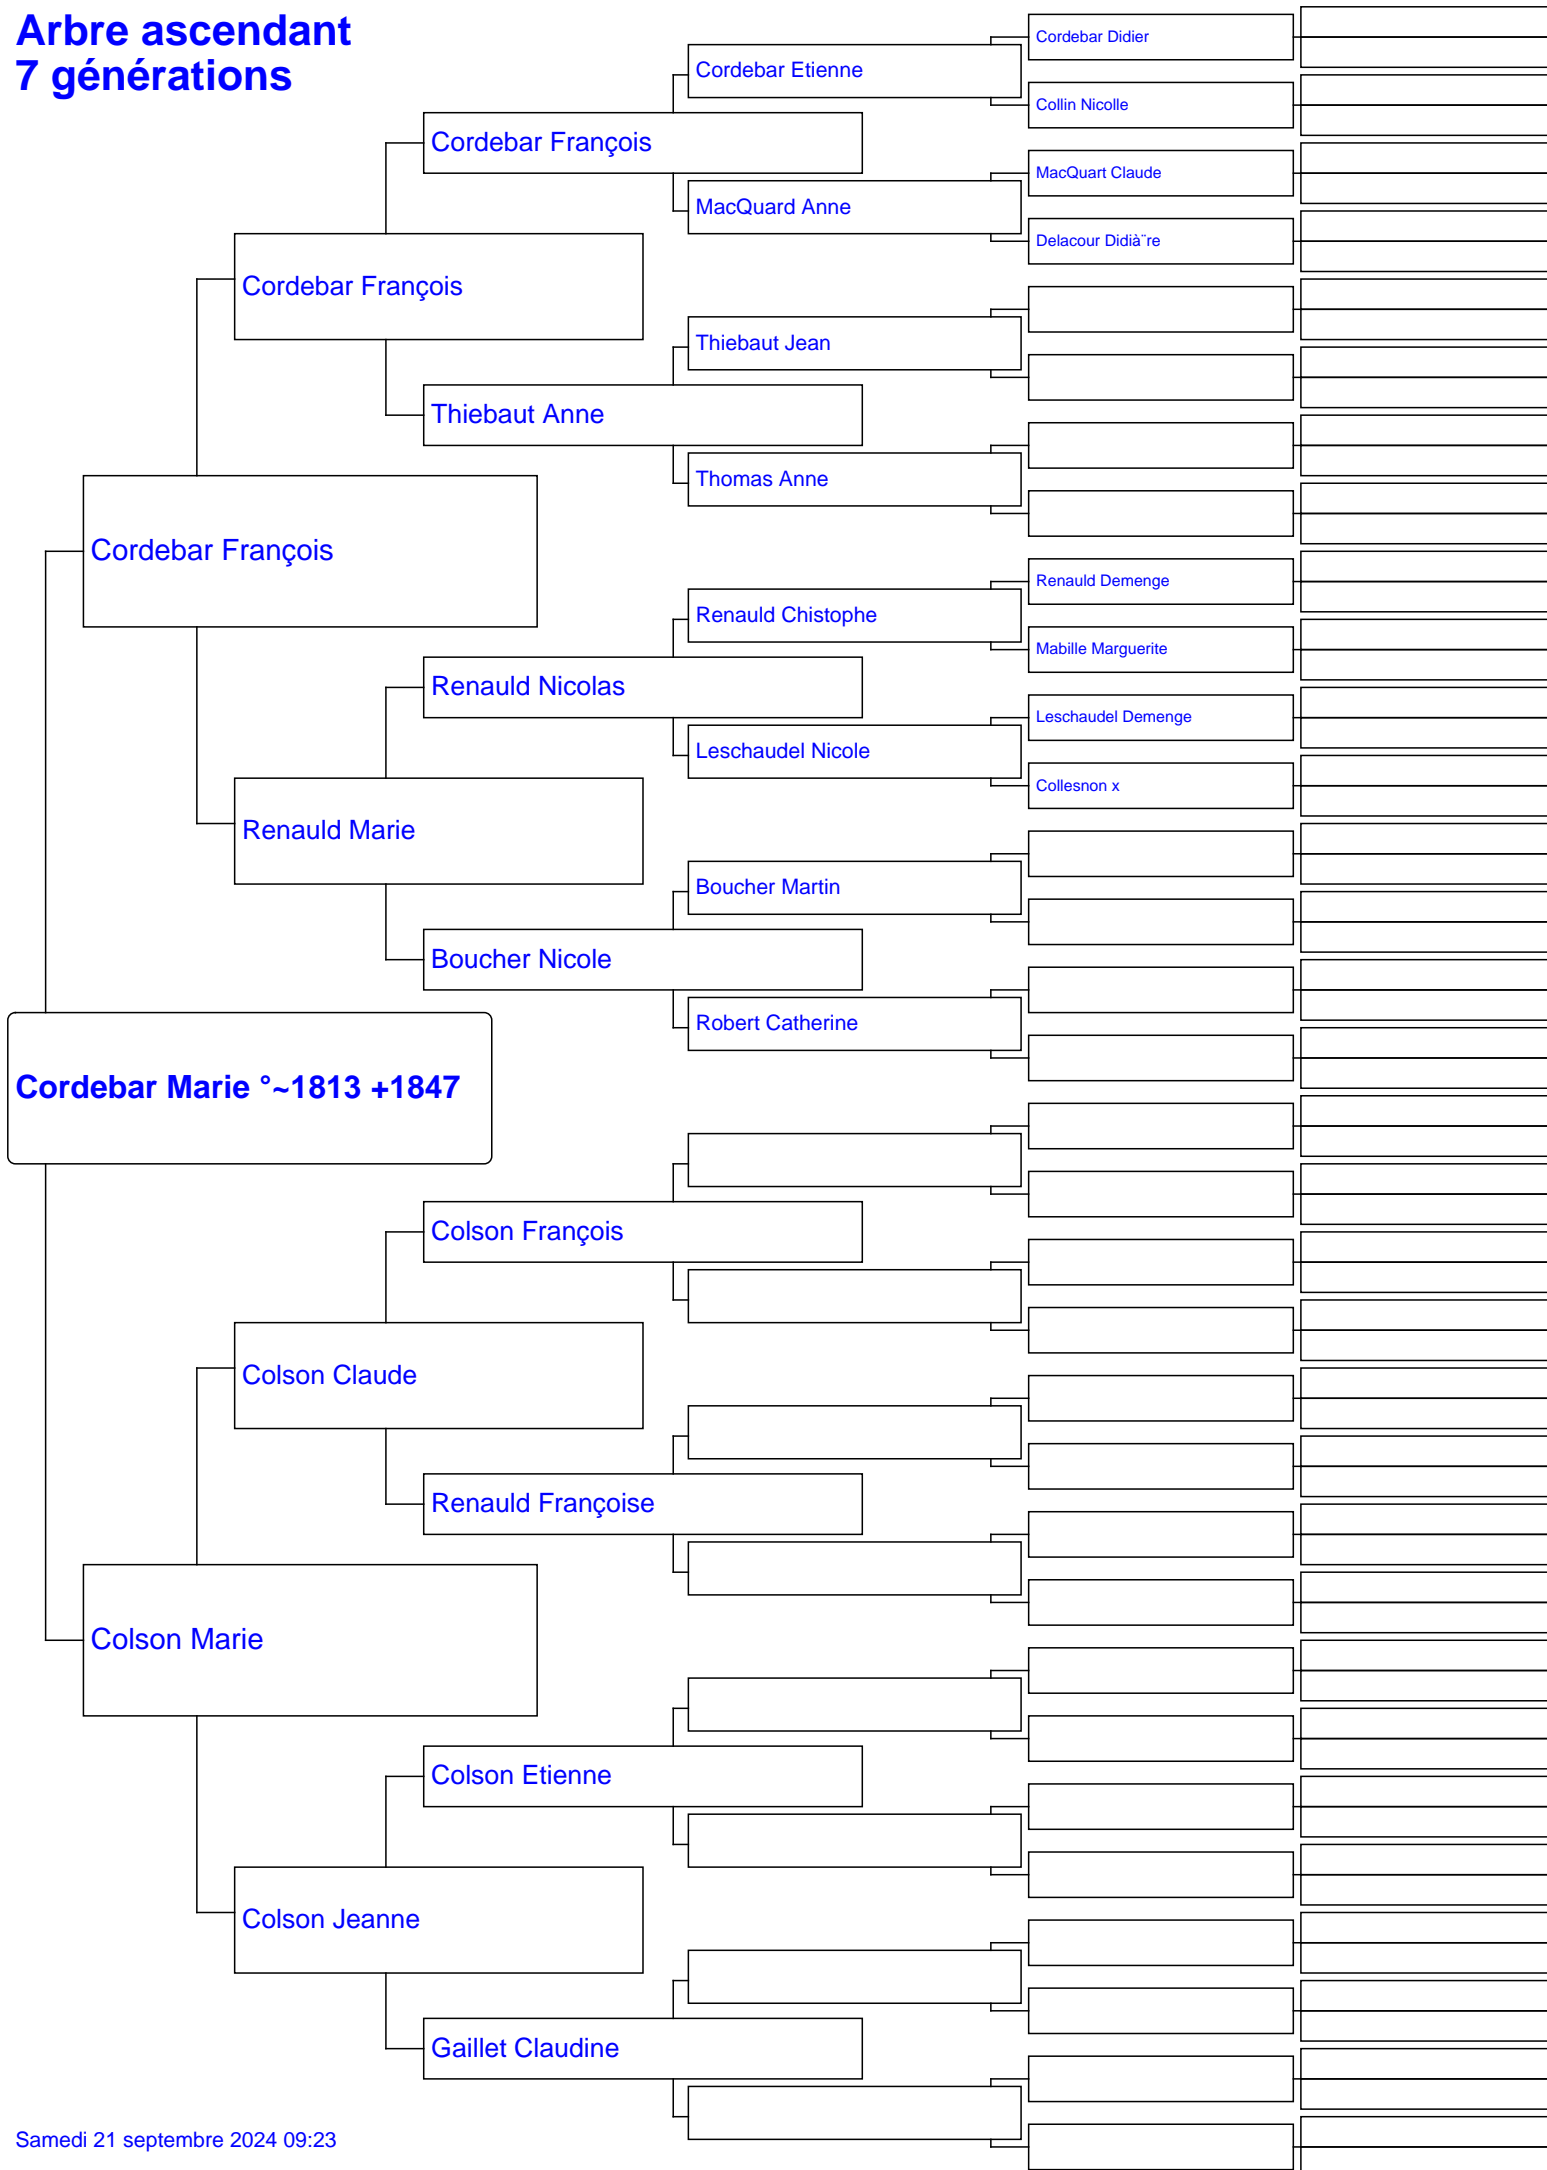 Arbre ascendant
7 générations
Cordebar Didier
Cordebar Etienne
Collin Nicolle
Cordebar François
MacQuart Claude
MacQuard Anne
Delacour Didià¨re
Cordebar François
Thiebaut Jean
Thiebaut Anne
Thomas Anne
Cordebar François
Renauld Demenge
Renauld Chistophe
Mabille Marguerite
Renauld Nicolas
Leschaudel Demenge
Leschaudel Nicole
Collesnon x
Renauld Marie
Boucher Martin
Boucher Nicole
Robert Catherine
Cordebar Marie °~1813 +1847
Colson François
Colson Claude
Renauld Françoise
Colson Marie
Colson Etienne
Colson Jeanne
Gaillet Claudine
Samedi 21 septembre 2024 09:23